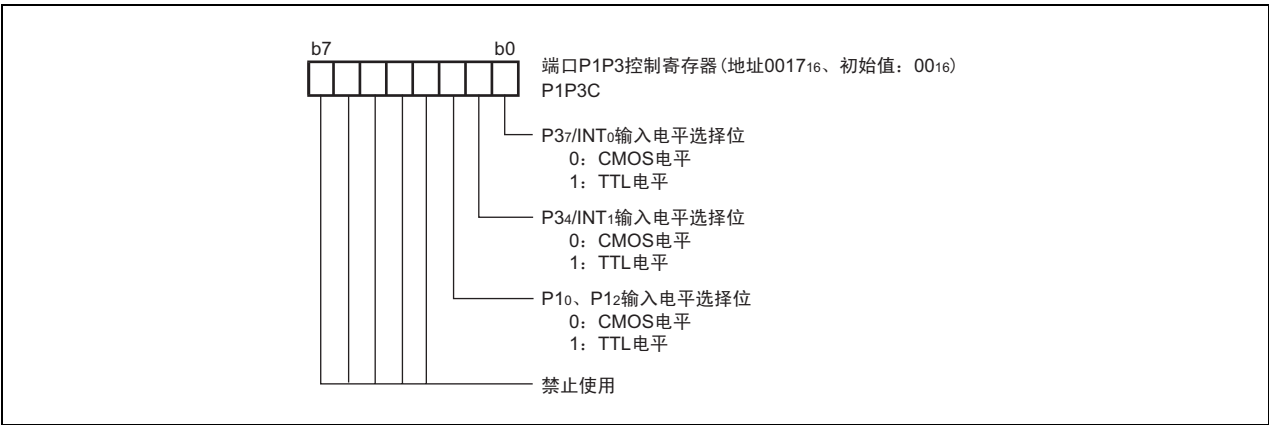 b7 b0
端口P1P3控制寄存器(地址0017₁₆、初始值：00₁₆)
P1P3C
P3₇/INT₀输入电平选择位
0：CMOS电平
1：TTL电平
P3₄/INT₁输入电平选择位
0：CMOS电平
1：TTL电平
P1₀、P1₂输入电平选择位
0：CMOS电平
1：TTL电平
禁止使用